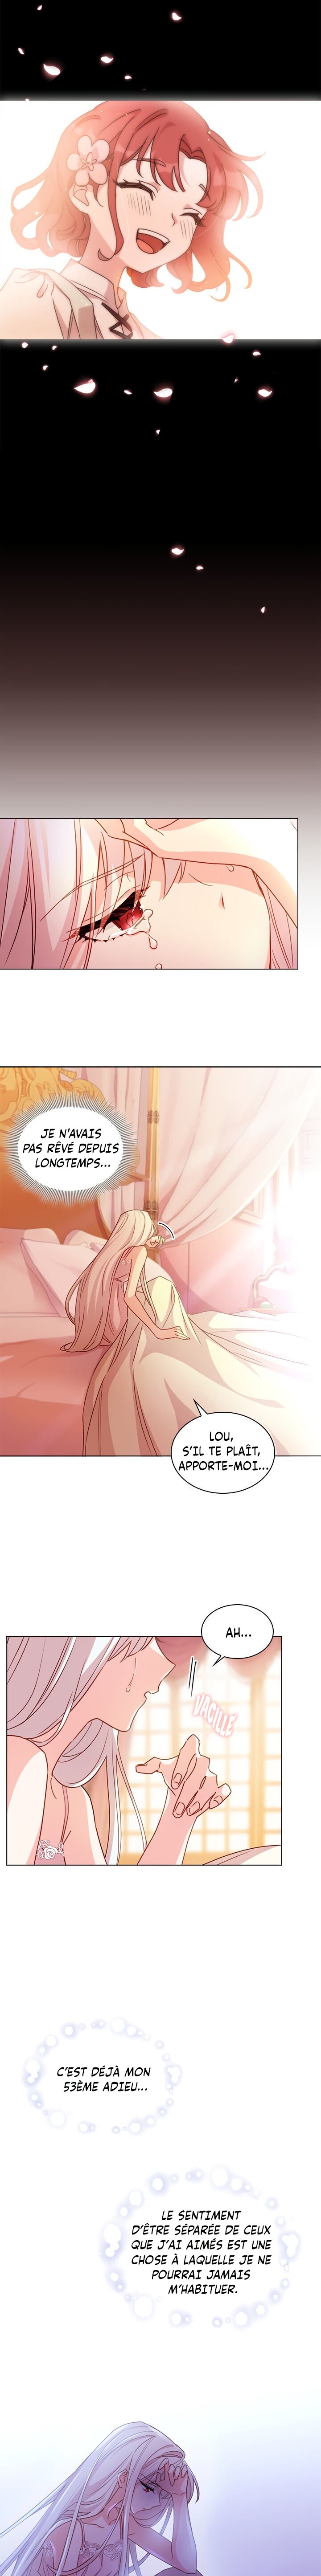 JE N'AVAIS
PAS RÊVÉ DEPUIS
LONGTEMPS...
LOU,
S'IL TE PLAÎT,
APPORTE-MOI...
AH...
VACILLE
C'EST DÉJÀ MON
53ÈME ADIEU...
LE SENTIMENT
D'ÊTRE SÉPARÉE DE CEUX
QUE J'AI AIMÉS EST UNE
CHOSE À LAQUELLE JE NE
POURRAI JAMAIS
M'HABITUER.